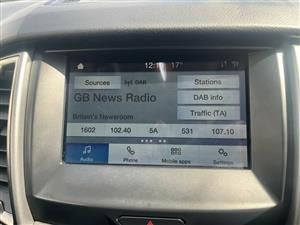 12:1 17°
Sources DAB Stations
GB News Radio
DAB info
Britain's Newsroom Traffic (TA)
1602 102.40 5A 531 107.10
Audio Phone Mobile apps Settings